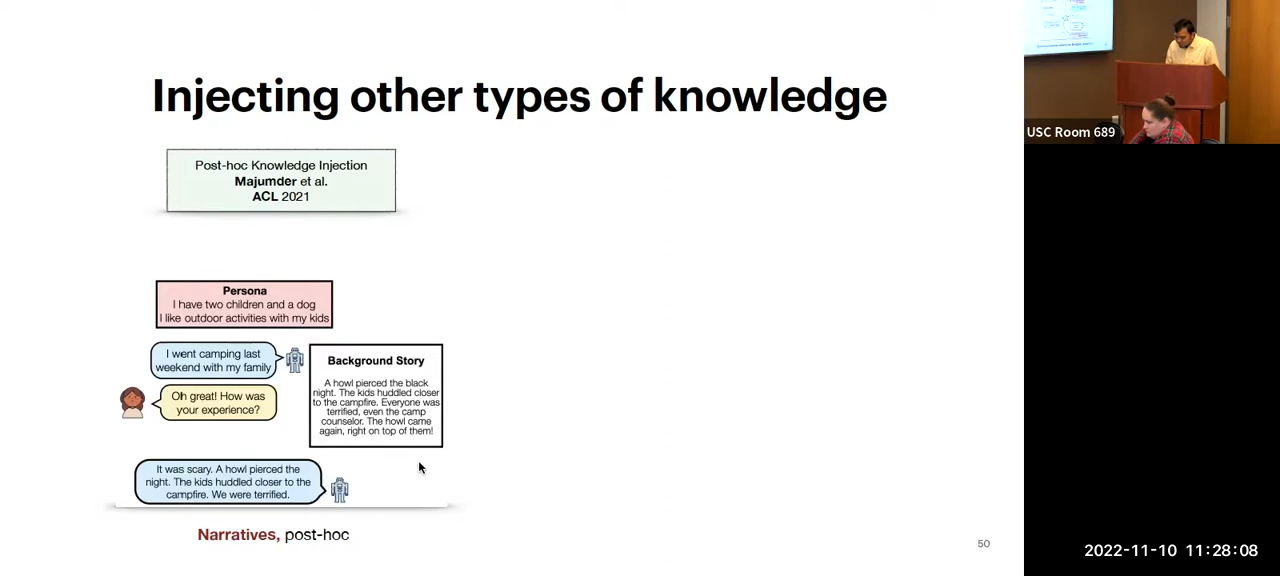 Injecting other types of knowledge
Post-hoc Knowledge Injection
Majumder et al.
ACL 2021
Persona
I have two children and a dog
I like outdoor activities with my kids
I went camping last
weekend with my family
Oh great! How was
your experience?
Background Story
A howl pierced the black
night. The kids huddled closer
to the campfire. Everyone was
terrified, even the camp
counselor. The howl came
again, right on top of them!
It was scary. A howl pierced the
night. The kids huddled closer to the
campfire. We were terrified.
Narratives, post-hoc
50
USC Room 689
2022-11-10 11:28:08